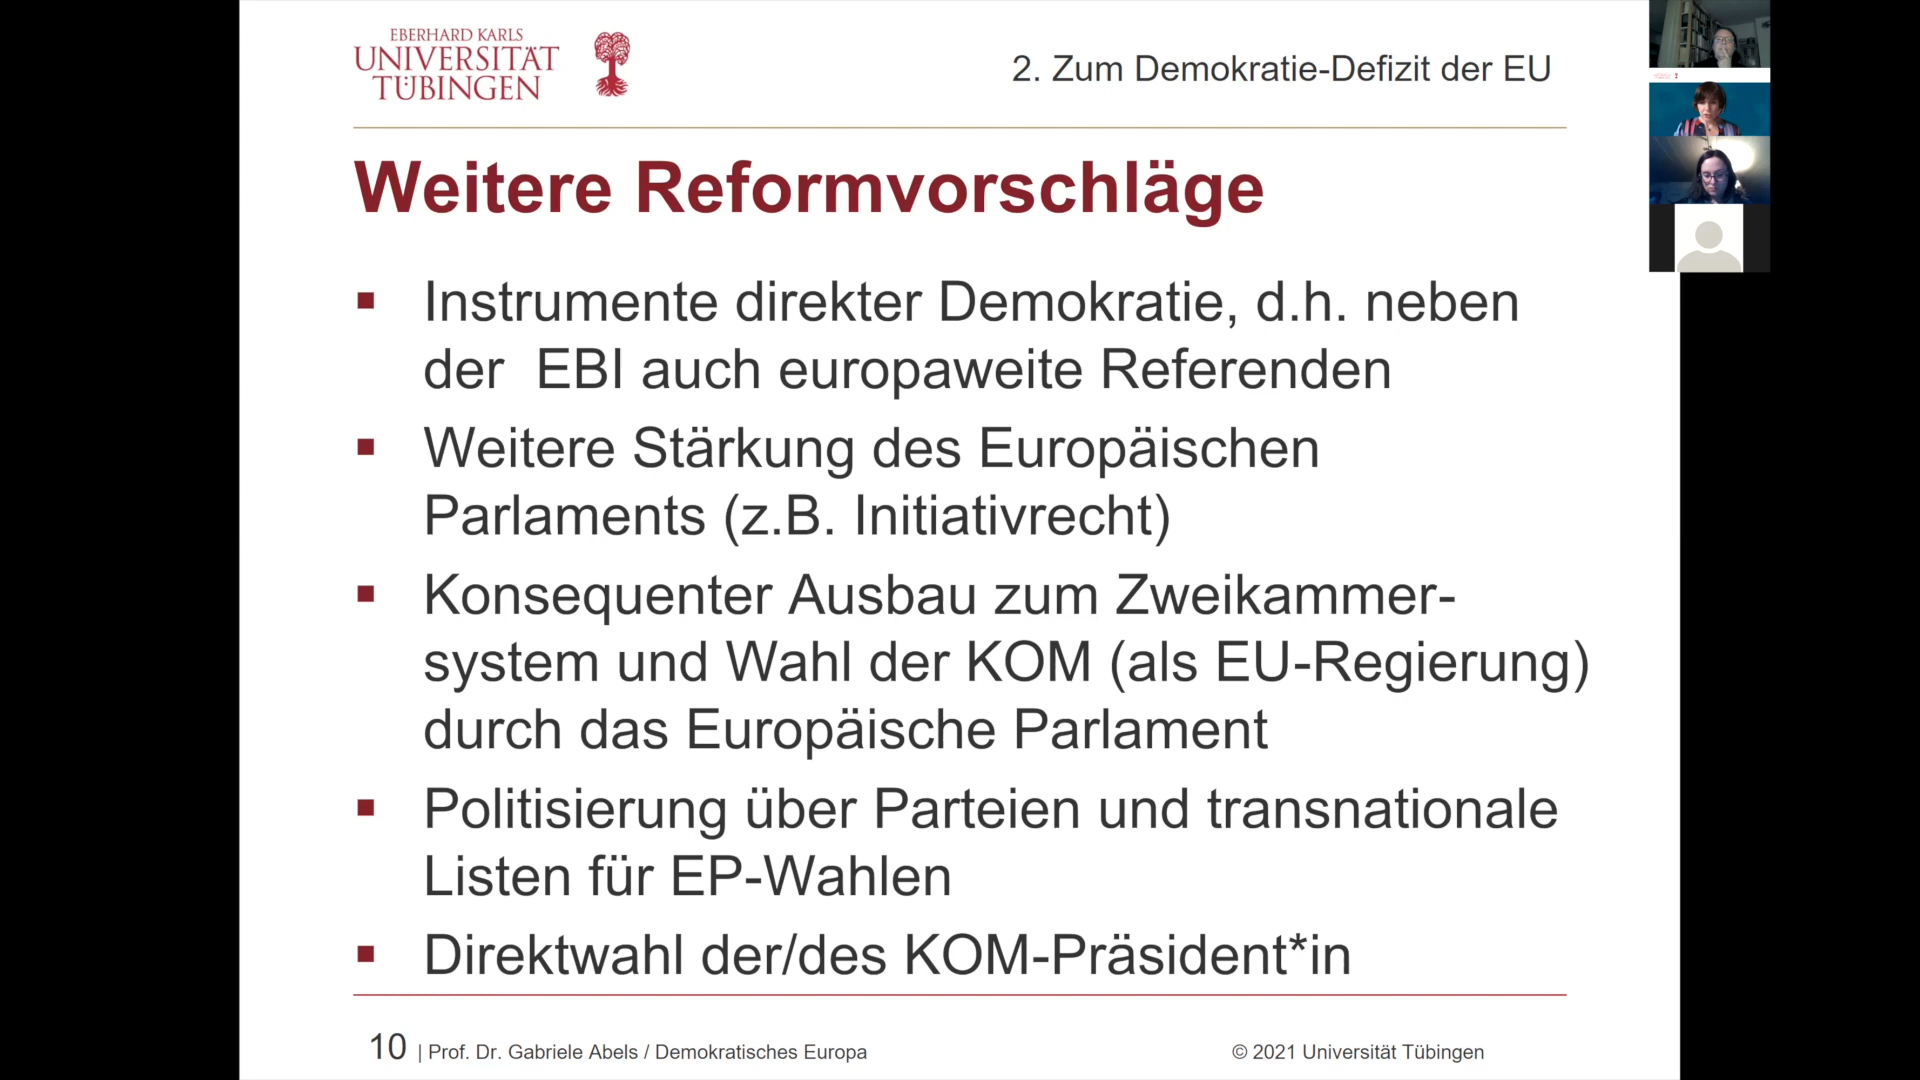 EBERHARD KARLS
UNIVERSITÄT
TÜBINGEN
2. Zum Demokratie-Defizit der EU
Weitere Reformvorschläge
▪ Instrumente direkter Demokratie, d.h. neben
der  EBI auch europaweite Referenden
▪ Weitere Stärkung des Europäischen
Parlaments (z.B. Initiativrecht)
▪ Konsequenter Ausbau zum Zweikammer-
system und Wahl der KOM (als EU-Regierung)
durch das Europäische Parlament
▪ Politisierung über Parteien und transnationale
Listen für EP-Wahlen
▪ Direktwahl der/des KOM-Präsident*in
10 | Prof. Dr. Gabriele Abels / Demokratisches Europa
© 2021 Universität Tübingen